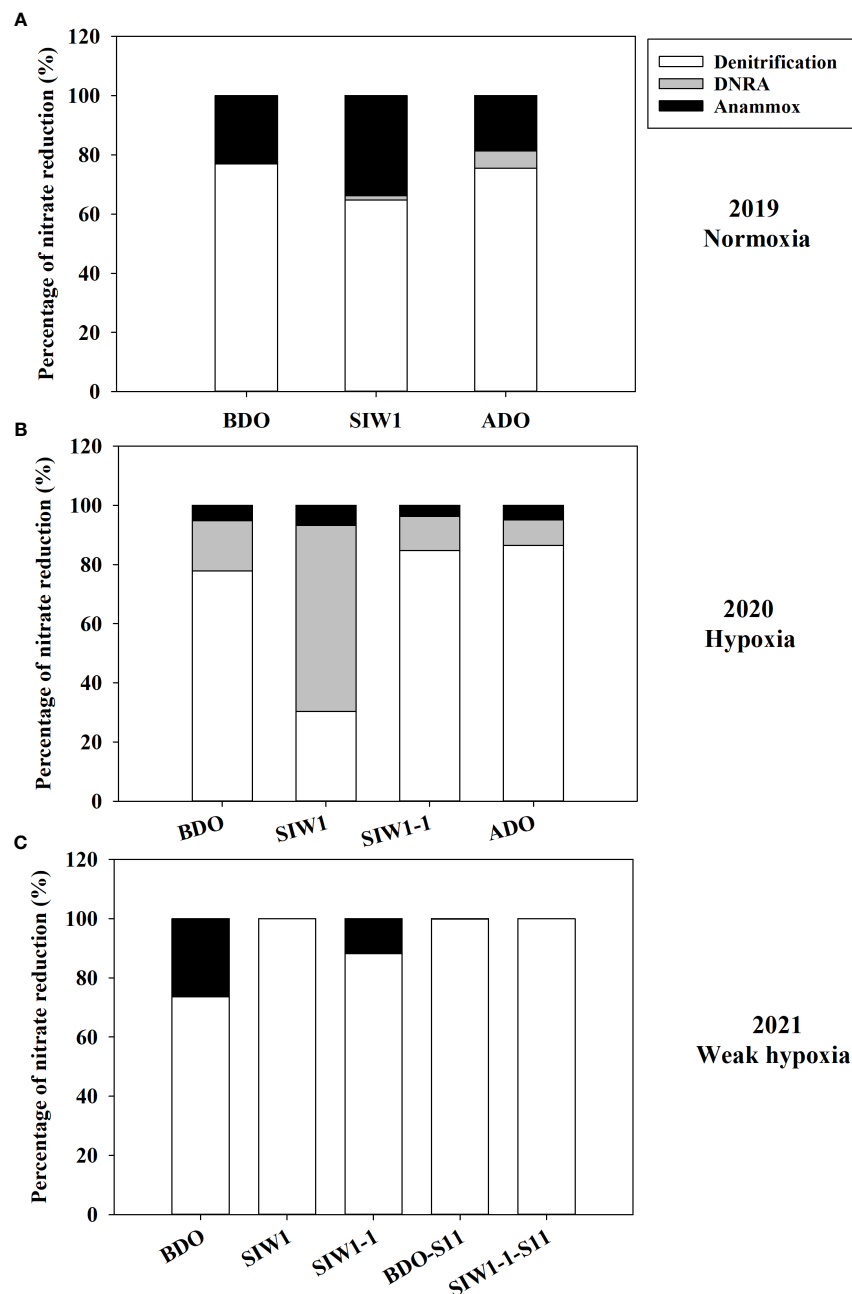 A
120
100
80
60
40
20
0
Percentage of nitrate reduction (%)
BDO SIW1 ADO
Denitrification
DNRA
Anammox
2019
Normoxia
B
120
100
80
60
40
20
0
Percentage of nitrate reduction (%)
BDO SIW1 SIW1-1 ADO
2020
Hypoxia
C
120
100
80
60
40
20
0
Percentage of nitrate reduction (%)
BDO SIW1 SIW1-1 BDO-S11 SIW1-1-S11
2021
Weak hypoxia